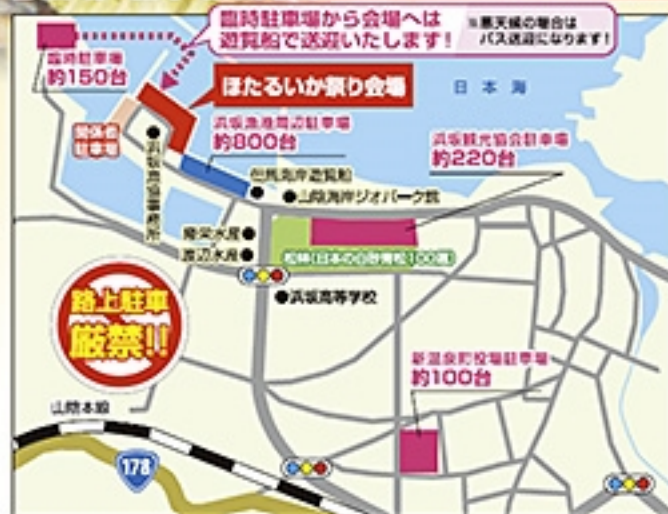 臨時駐車場から会場へは
遊覧船で送迎いたします!
※悪天候の場合は
バス送迎になります!
臨時駐車場
約150台
ほたるいか祭り会場
日本海
関係者
駐車場
浜坂漁港周辺駐車場
約800台
浜坂観光協会駐車場
約220台
浜坂漁協事務所
但馬海岸遊覧船
山陰海岸ジオパーク館
隆栄水産
渡辺水産
松林(日本の白砂青松100選)
浜坂高等学校
路上駐車
厳禁!!
新温泉町役場駐車場
約100台
山陰本線
178